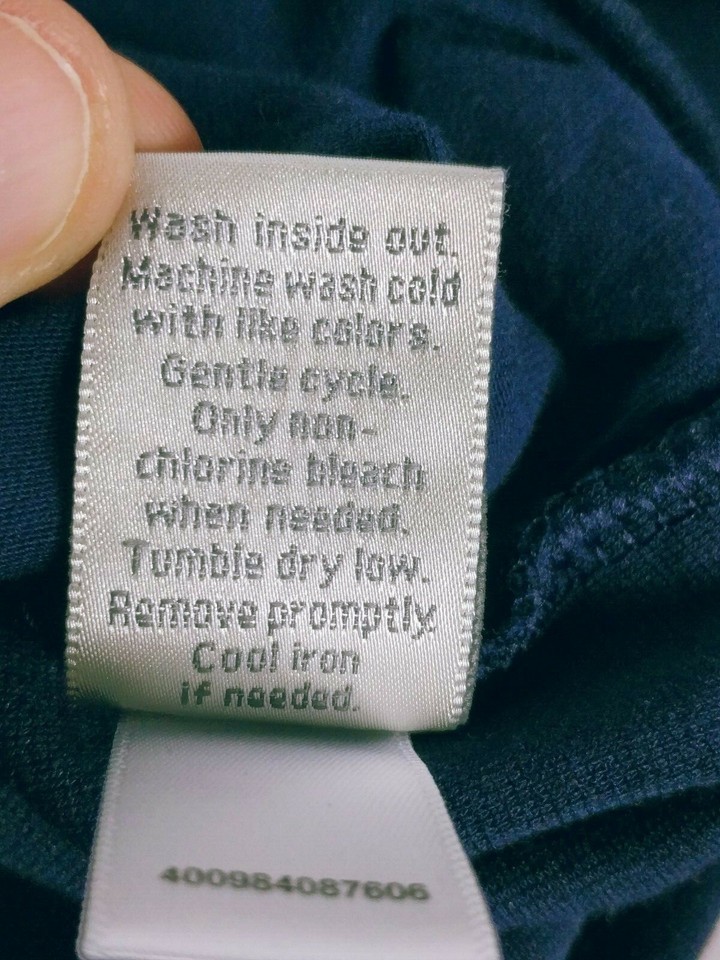 Wash inside out.
Machine wash cold
with like colors.
Gentle cycle.
Only non-
chlorine bleach
when needed.
Tumble dry low.
Remove promptly.
Cool iron
if needed.
400984087606